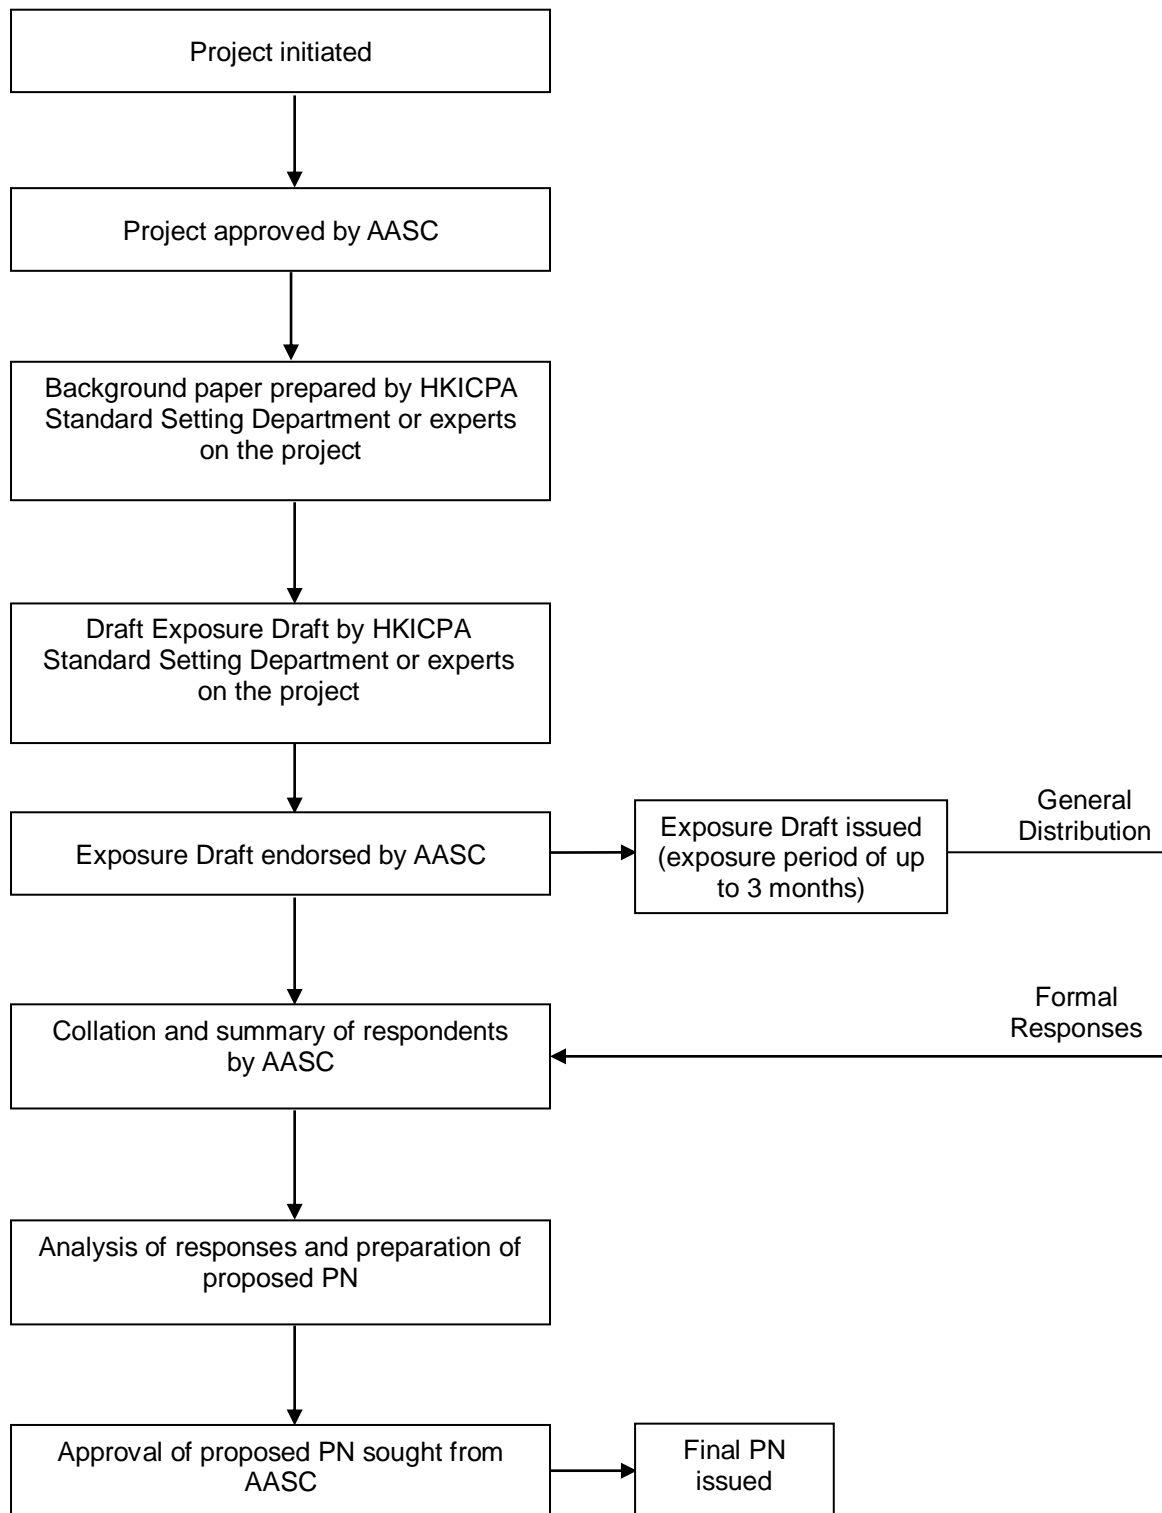 Project initiated
Project approved by AASC
Background paper prepared by HKICPA
Standard Setting Department or experts
on the project
Draft Exposure Draft by HKICPA
Standard Setting Department or experts
on the project
Exposure Draft endorsed by AASC
Exposure Draft issued
(exposure period of up
to 3 months)
General
Distribution
Formal
Responses
Collation and summary of respondents
by AASC
Analysis of responses and preparation of
proposed PN
Approval of proposed PN sought from
AASC
Final PN
issued